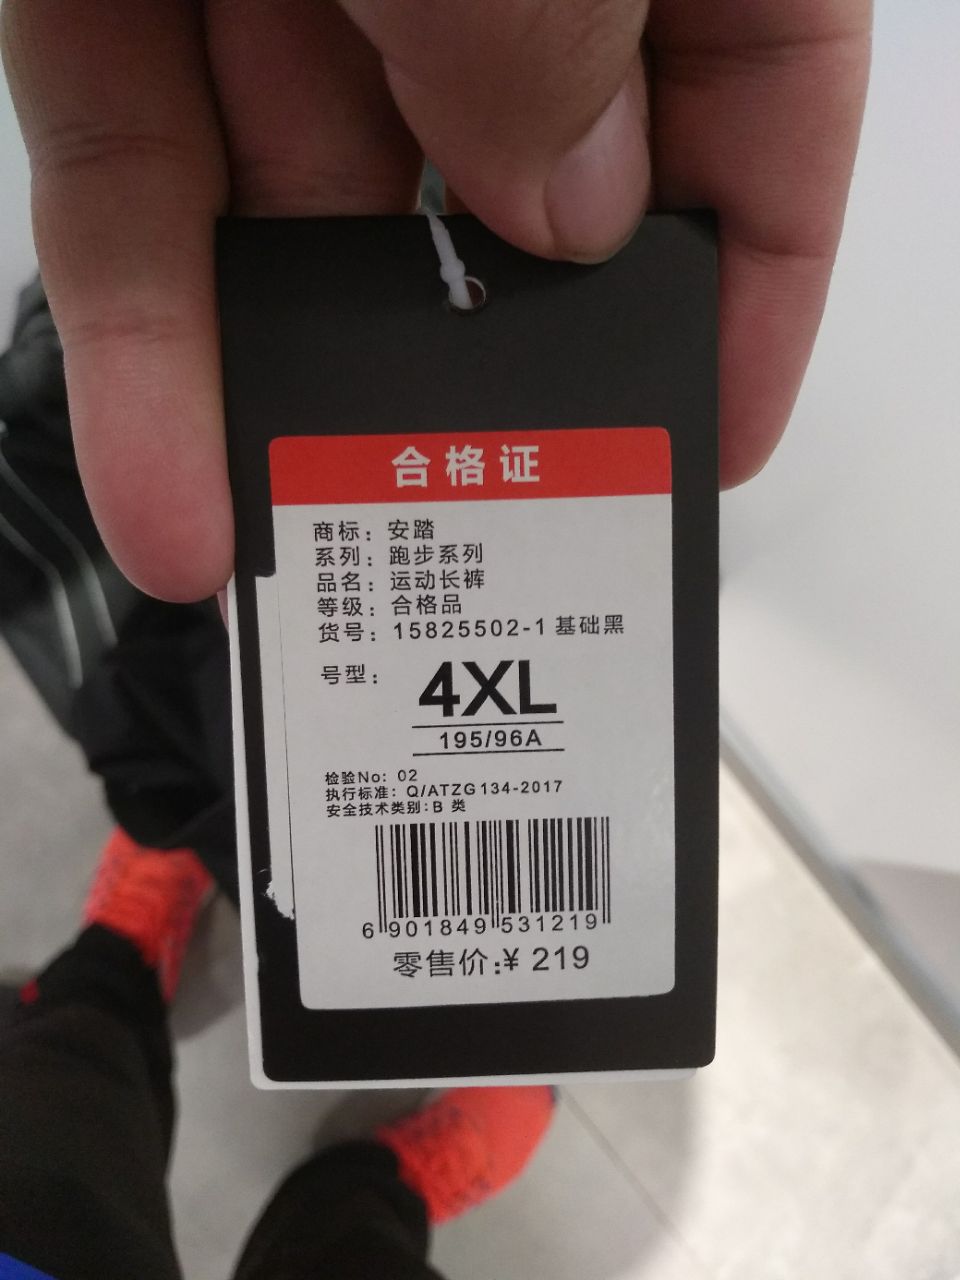 合格证
商标：安踏
系列：跑步系列
品名：运动长裤
等级：合格品
货号：15825502-1 基础黑
号型：4XL
195/96A
检验No：02
执行标准：Q/ATZG134-2017
安全技术类别：B 类
6 901849 531219
零售价：¥ 219